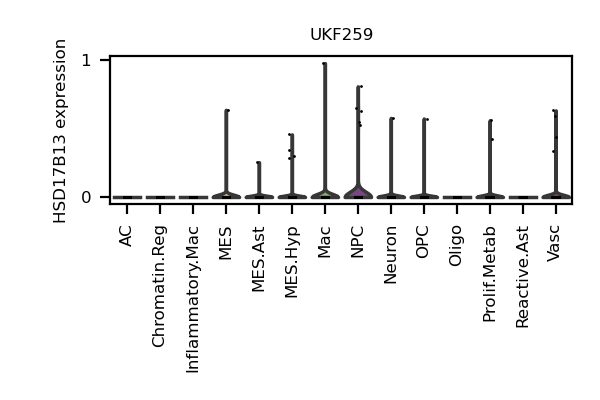 UKF259
HSD17B13 expression
1
0
AC
Chromatin.Reg
Inflammatory.Mac
MES
MES.Ast
MES.Hyp
Mac
NPC
Neuron
OPC
Oligo
Prolif.Metab
Reactive.Ast
Vasc